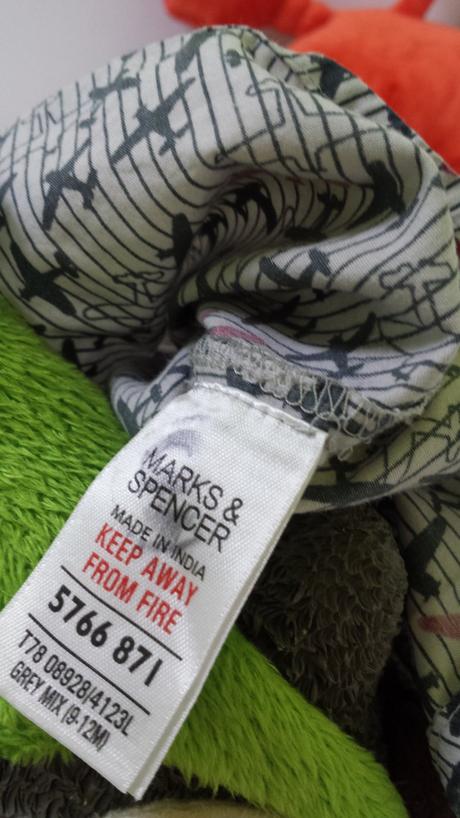 MARKS &
SPENCER
MADE IN INDIA
KEEP AWAY
FROM FIRE
5766 871
T78 08928/4123L
GREY MIX (9-12M)